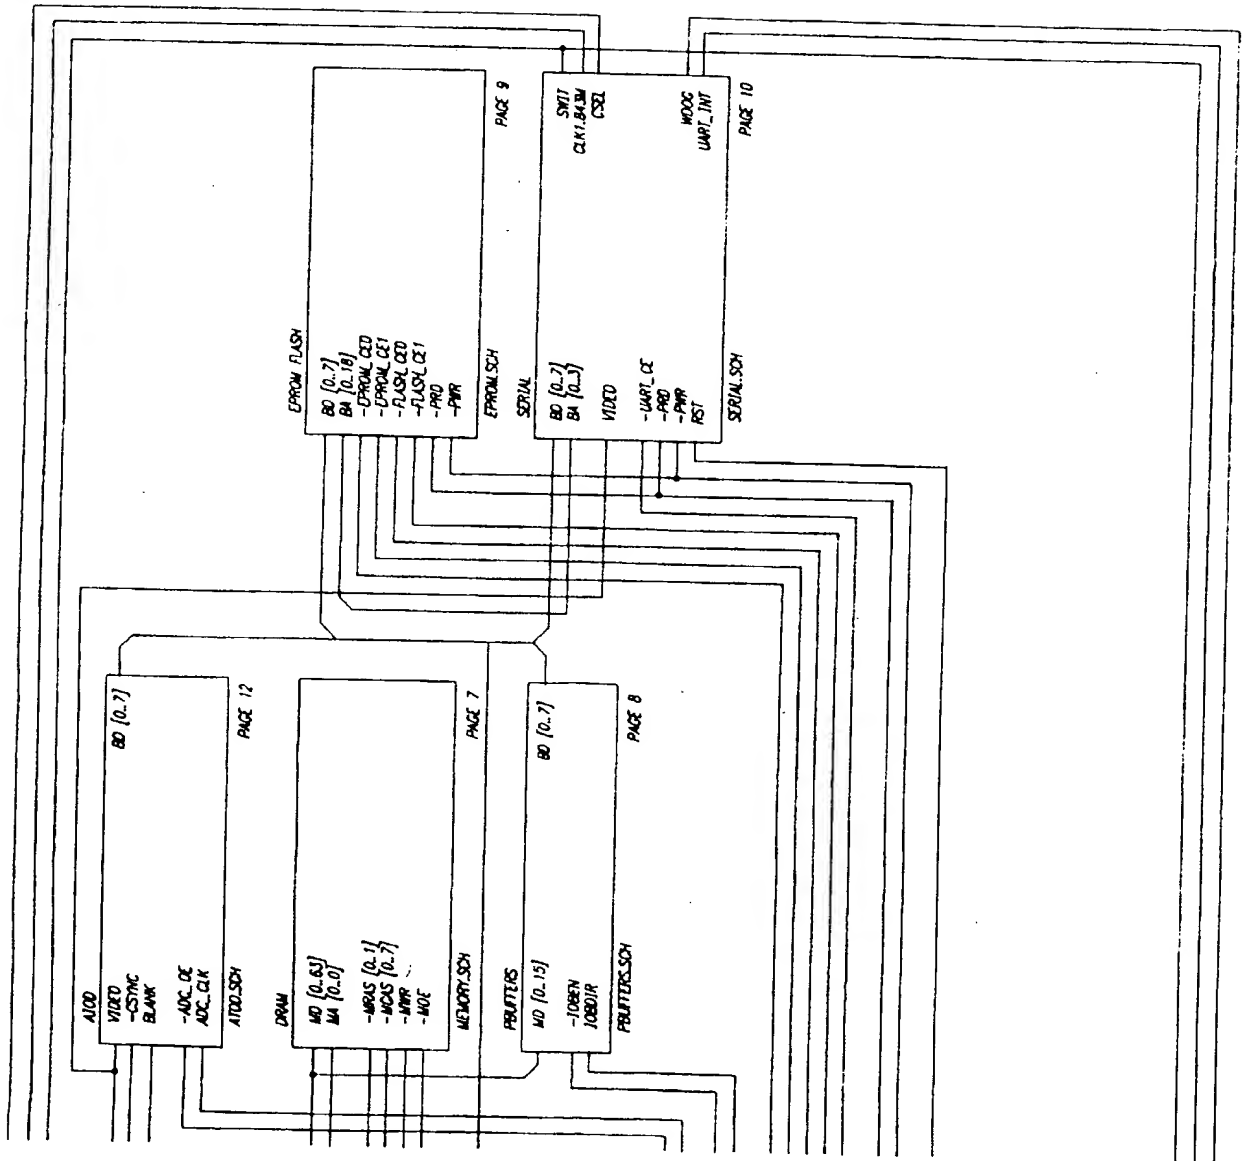 EPROM FLASH
BD [0..7]
BA [0..18]
-EPROM_CE0
-EPROM_CE1
-FLASH_CE0
-FLASH_CE1
-PRD
-PWR
EPROM.SCH
PAGE 9
SERIAL
BD [0..7]
BA [0..3]
VIDEO
-UART_CE
-PRD
-PWR
RST
SERIAL.SCH
SWIT
CLK1.843M
CSEL
WDOG
UART_INT
PAGE 10
ATOD
VIDEO
-CSYNC
BLANK
-ADC_OE
ADC_CLK
ATOD.SCH
BD [0..7]
PAGE 12
DRAM
MD [0..63]
MA [0..0]
-MRAS [0..1]
-MCAS [0..7]
-MWR
-MOE
MEMORY.SCH
PAGE 7
PBUFFERS
MD [0..15]
-IOBEN
IOBDIR
PBUFFERS.SCH
BD [0..7]
PAGE 8